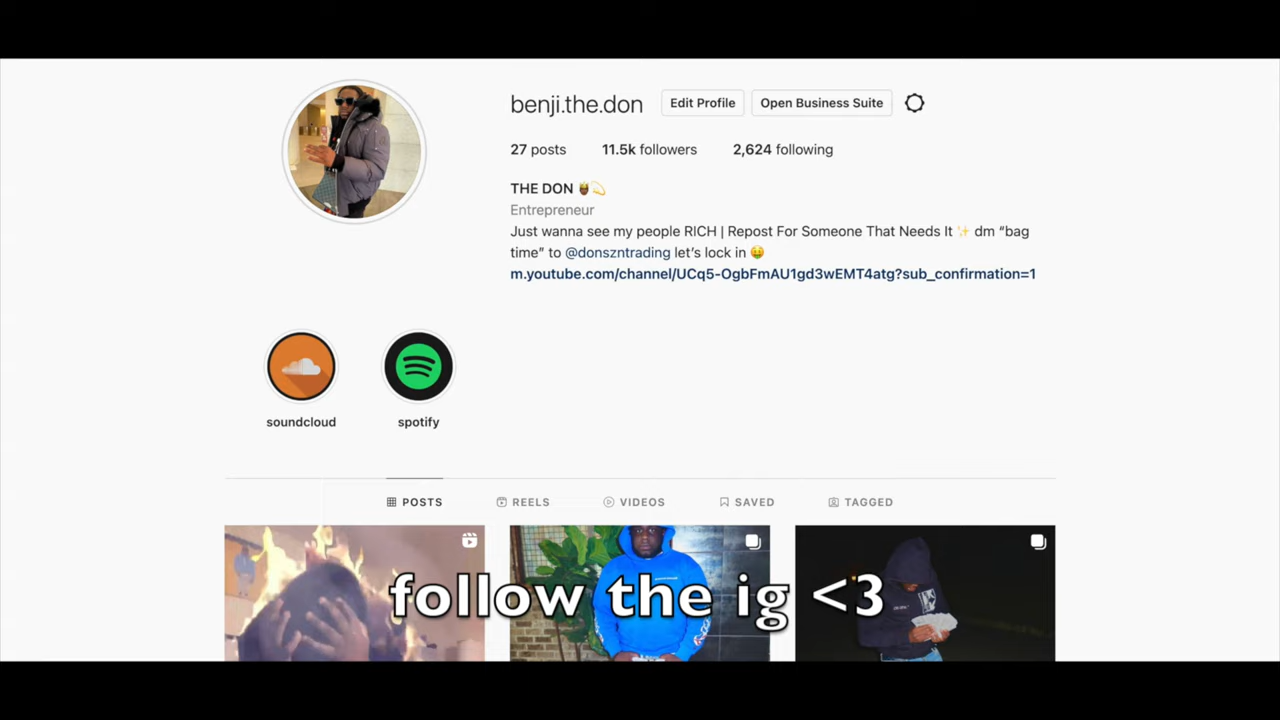 benji.the.don Edit Profile Open Business Suite
27 posts 11.5k followers 2,624 following
THE DON
Entrepreneur
Just wanna see my people RICH | Repost For Someone That Needs It ✨ dm “bag
time” to @donszntrading let’s lock in 🤑
m.youtube.com/channel/UCq5-OgbFmAU1gd3wEMT4atg?sub_confirmation=1
soundcloud spotify
POSTS REELS VIDEOS SAVED TAGGED
follow the ig <3